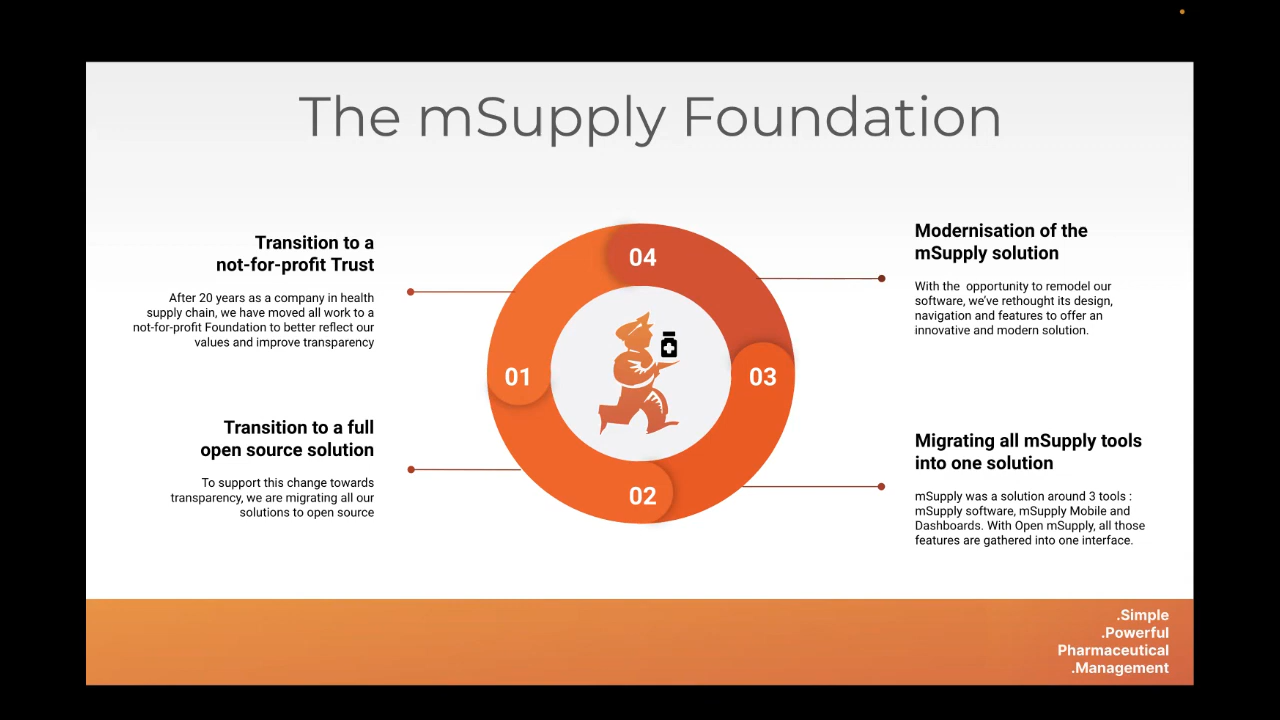 The mSupply Foundation
Transition to a
not-for-profit Trust
After 20 years as a company in health
supply chain, we have moved all work to a
not-for-profit Foundation to better reflect our
values and improve transparency
01
Transition to a full
open source solution
To support this change towards
transparency, we are migrating all our
solutions to open source
02
Migrating all mSupply tools
into one solution
mSupply was a solution around 3 tools :
mSupply software, mSupply Mobile and
Dashboards. With Open mSupply, all those
features are gathered into one interface.
03
Modernisation of the
mSupply solution
With the  opportunity to remodel our
software, we’ve rethought its design,
navigation and features to offer an
innovative and modern solution.
04
.Simple
.Powerful
Pharmaceutical
.Management